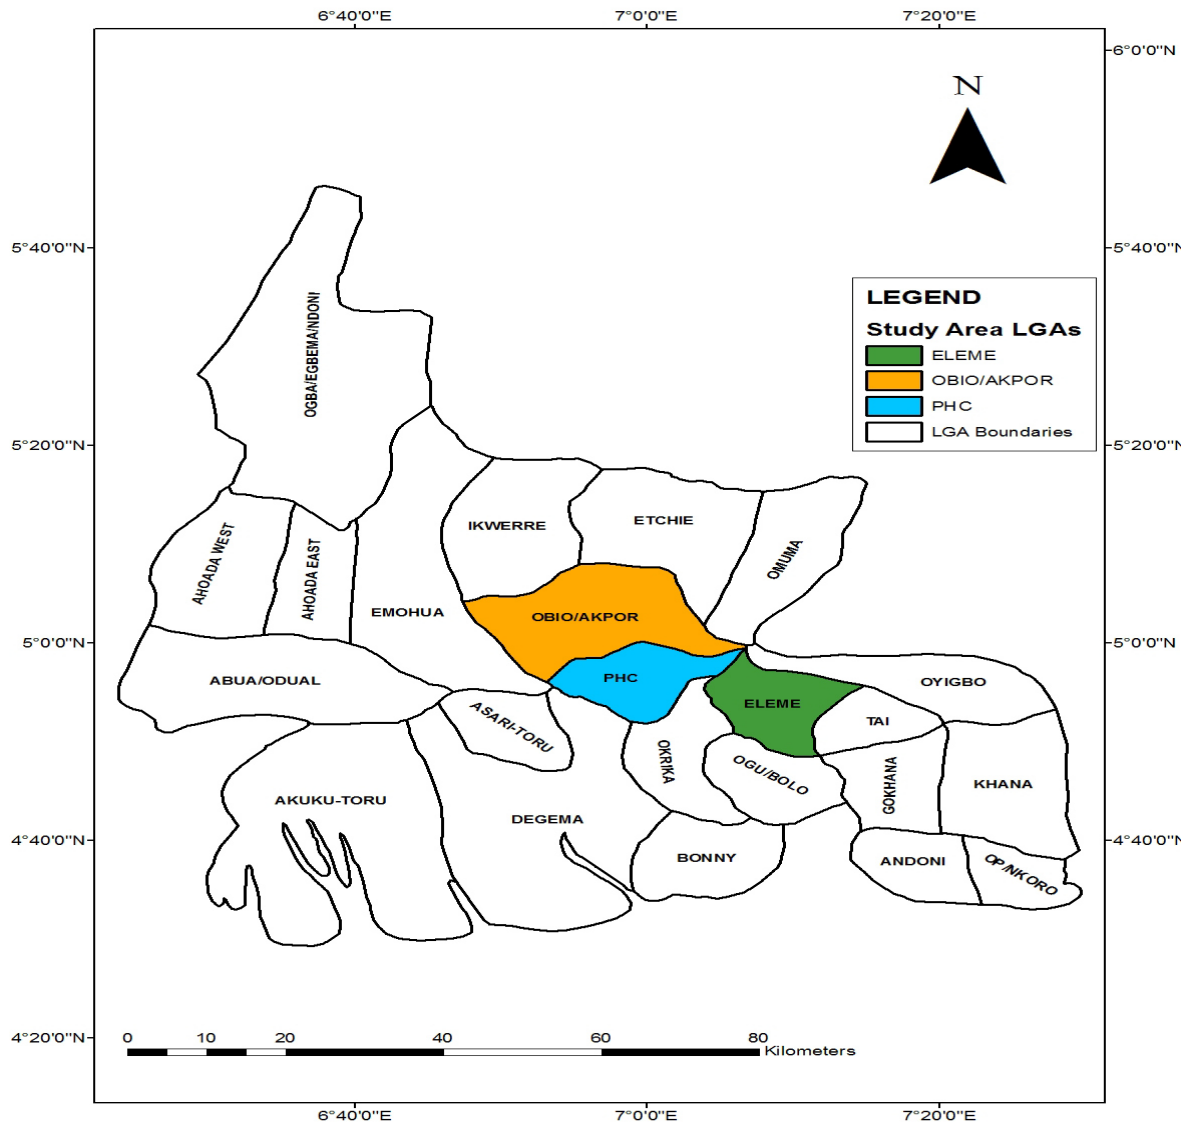 6°40'0"E 7°0'0"E 7°20'0"E
6°0'0"N
N
5°40'0"N 5°40'0"N
LEGEND
Study Area LGAs
ELEME
OBIO/AKPOR
PHC
LGA Boundaries
OGBA/EGBEMA/NDONI
5°20'0"N 5°20'0"N
IKWERRE
ETCHIE
OMUMA
AHOADA WEST
AHOADA EAST
EMOHUA
OBIO/AKPOR
5°0'0"N 5°0'0"N
ABUA/ODUAL
PHC
ELEME
OYIGBO
TAI
ASARI-TORU
OKRIKA
OGU/BOLO
GOKHANA
KHANA
AKUKU-TORU
DEGEMA
4°40'0"N 4°40'0"N
BONNY
ANDONI
OP/NKORO
4°20'0"N 4°20'0"N
0 10 20 40 60 80
Kilometers
6°40'0"E 7°0'0"E 7°20'0"E